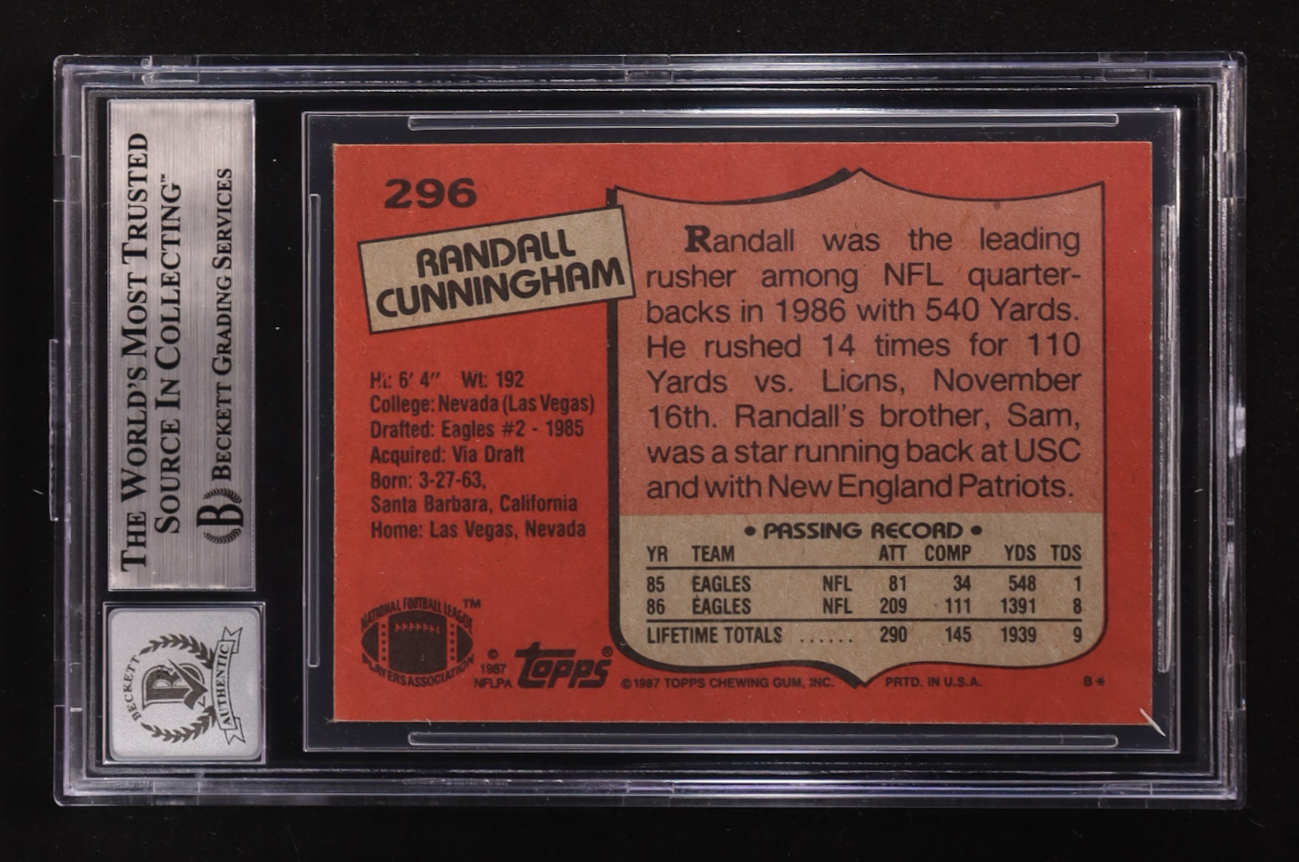 THE WORLD'S MOST TRUSTED
SOURCE IN COLLECTING™
BECKETT GRADING SERVICES
B
BECKETT
AUTHENTIC
296
RANDALL
CUNNINGHAM
Ht: 6' 4" Wt: 192
College: Nevada (Las Vegas)
Drafted: Eagles #2 - 1985
Acquired: Via Draft
Born: 3-27-63,
Santa Barbara, California
Home: Las Vegas, Nevada
NATIONAL FOOTBALL LEAGUE ™
PLAYERS ASSOCIATION
© 1987 NFLPA
Topps®
Randall was the leading
rusher among NFL quarter-
backs in 1986 with 540 Yards.
He rushed 14 times for 110
Yards vs. Lions, November
16th. Randall's brother, Sam,
was a star running back at USC
and with New England Patriots.
• PASSING RECORD •
YR TEAM ATT COMP YDS TDS
85 EAGLES NFL 81 34 548 1
86 EAGLES NFL 209 111 1391 8
LIFETIME TOTALS ...... 290 145 1939 9
© 1987 TOPPS CHEWING GUM, INC. PRTD. IN U.S.A. B*